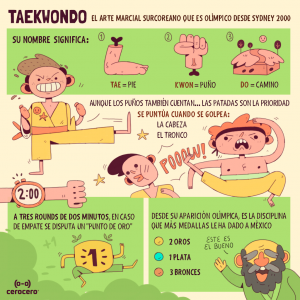 TAEKWONDO EL ARTE MARCIAL SURCOREANO QUE ES OLÍMPICO DESDE SYDNEY 2000
SU NOMBRE SIGNIFICA:
1
2
3
TAE = PIE
KWON = PUÑO
DO = CAMINO
AUNQUE LOS PUÑOS TAMBIÉN CUENTAN... LAS PATADAS SON LA PRIORIDAD
SE PUNTÚA CUANDO SE GOLPEA:
LA CABEZA
EL TRONCO
POOOW!
2:00
A TRES ROUNDS DE DOS MINUTOS, EN CASO
DE EMPATE SE DISPUTA UN "PUNTO DE ORO"
1
DESDE SU APARICIÓN OLÍMPICA, ES LA DISCIPLINA
QUE MÁS MEDALLAS LE HA DADO A MÉXICO
2 OROS
1 PLATA
3 BRONCES
ESTE ES
EL BUENO
(o-o)
cerocero